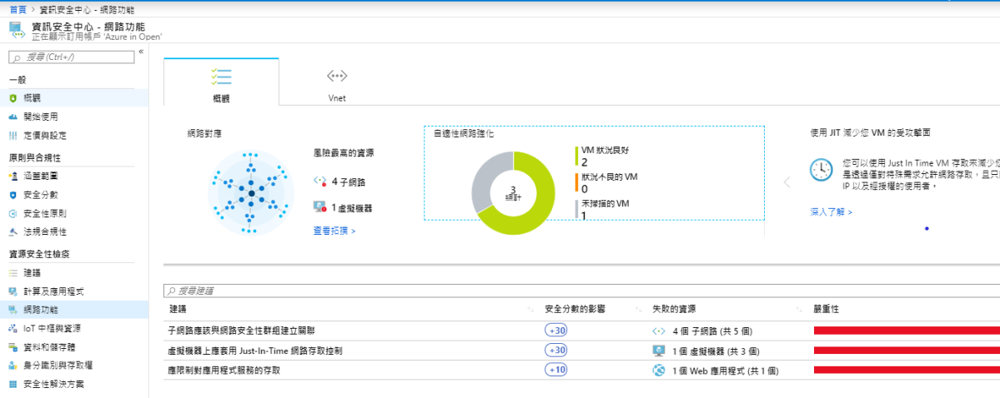 首頁 > 資訊安全中心 - 網路功能
資訊安全中心 - 網路功能
正在顯示訂用帳戶 'Azure in Open'
搜尋 (Ctrl+/)
«
一般
概觀
開始使用
定價與設定
原則與合規性
涵蓋範圍
安全分數
安全性原則
法規合規性
資源安全性檢疫
建議
計算及應用程式
網路功能
IoT 中樞與資源
資料和儲存體
身分識別與存取權
安全性解決方案
概觀
Vnet
網路對應
風險最高的資源
4 子網路
1 虛擬機器
查看拓撲 >
自適性網路強化
3
總計
VM 狀況良好
2
狀況不良的 VM
0
未掃描的 VM
1
使用 JIT 減少您 VM 的受攻擊面
您可以使用 Just In Time VM 存取來減少您
是透過僅對特殊需求允許網路存取，且只
IP 以及經授權的使用者。
深入了解 >
搜尋建議
建議 安全分數的影響 失敗的資源 嚴重性
子網路應該與網路安全性群組建立關聯 +30 4 個 子網路 (共 5 個)
虛擬機器上應套用 Just-In-Time 網路存取控制 +30 1 個 虛擬機器 (共 3 個)
應限制對應用程式服務的存取 +10 1 個 Web 應用程式 (共 1 個)